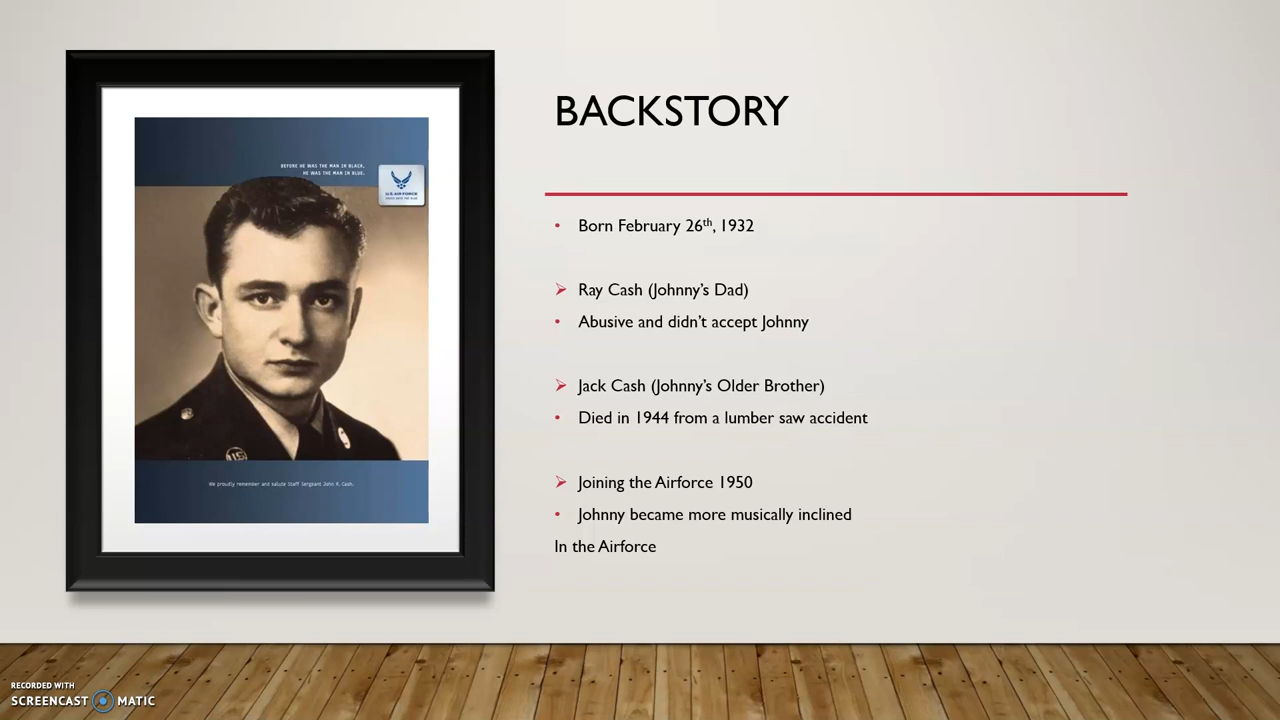 BEFORE HE WAS THE MAN IN BLACK,
HE WAS THE MAN IN BLUE.
U.S. AIR FORCE
We proudly remember and salute Staff Sergeant John R. Cash.
BACKSTORY
• Born February 26th, 1932
➢ Ray Cash (Johnny's Dad)
• Abusive and didn't accept Johnny
➢ Jack Cash (Johnny's Older Brother)
• Died in 1944 from a lumber saw accident
➢ Joining the Airforce 1950
• Johnny became more musically inclined
In the Airforce
RECORDED WITH
SCREENCAST MATIC